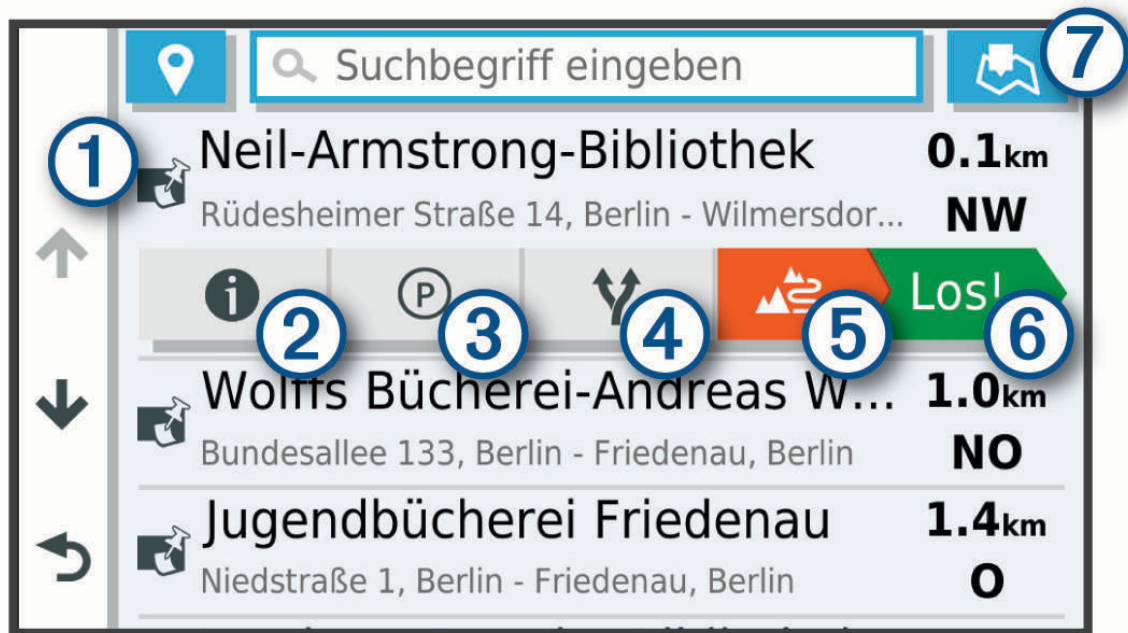 Suchbegriff eingeben
7
1
Neil-Armstrong-Bibliothek 0.1km
Rüdesheimer Straße 14, Berlin - Wilmersdor... NW
P Los!
2 3 4 5 6
Wolffs Bücherei-Andreas W... 1.0km
Bundesallee 133, Berlin - Friedenau, Berlin NO
Jugendbücherei Friedenau 1.4km
Niedstraße 1, Berlin - Friedenau, Berlin O